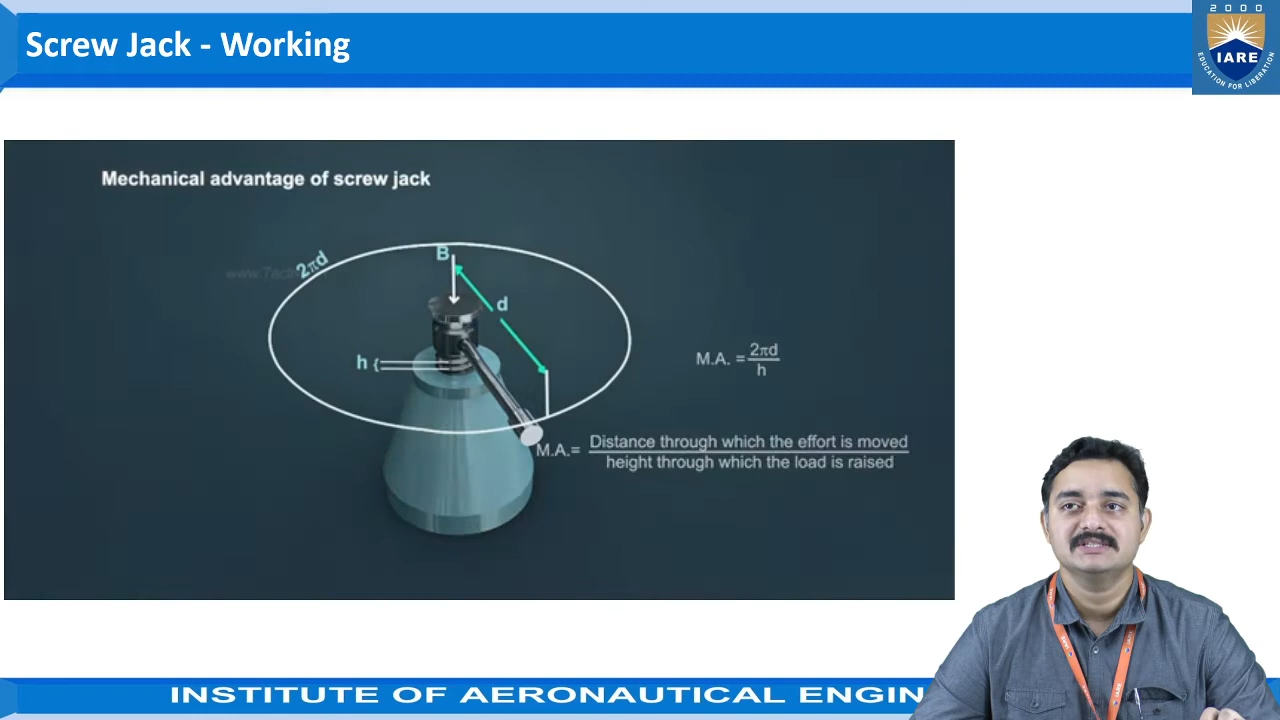 Screw Jack - Working
2000
IARE
EDUCATION FOR LIBERATION
Mechanical advantage of screw jack
2πd
B
d
h {
M.A. = 2πd
h
M.A.= Distance through which the effort is moved
height through which the load is raised
INSTITUTE OF AERONAUTICAL ENGIN